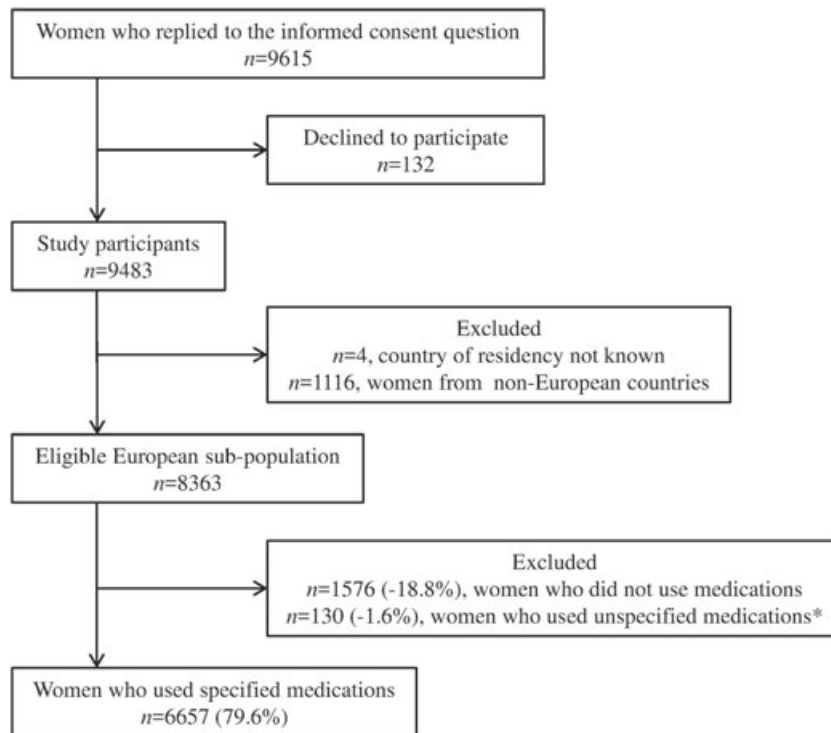 Women who replied to the informed consent question
n=9615
Declined to participate
n=132
Study participants
n=9483
Excluded
n=4, country of residency not known
n=1116, women from non-European countries
Eligible European sub-population
n=8363
Excluded
n=1576 (-18.8%), women who did not use medications
n=130 (-1.6%), women who used unspecified medications*
Women who used specified medications
n=6657 (79.6%)